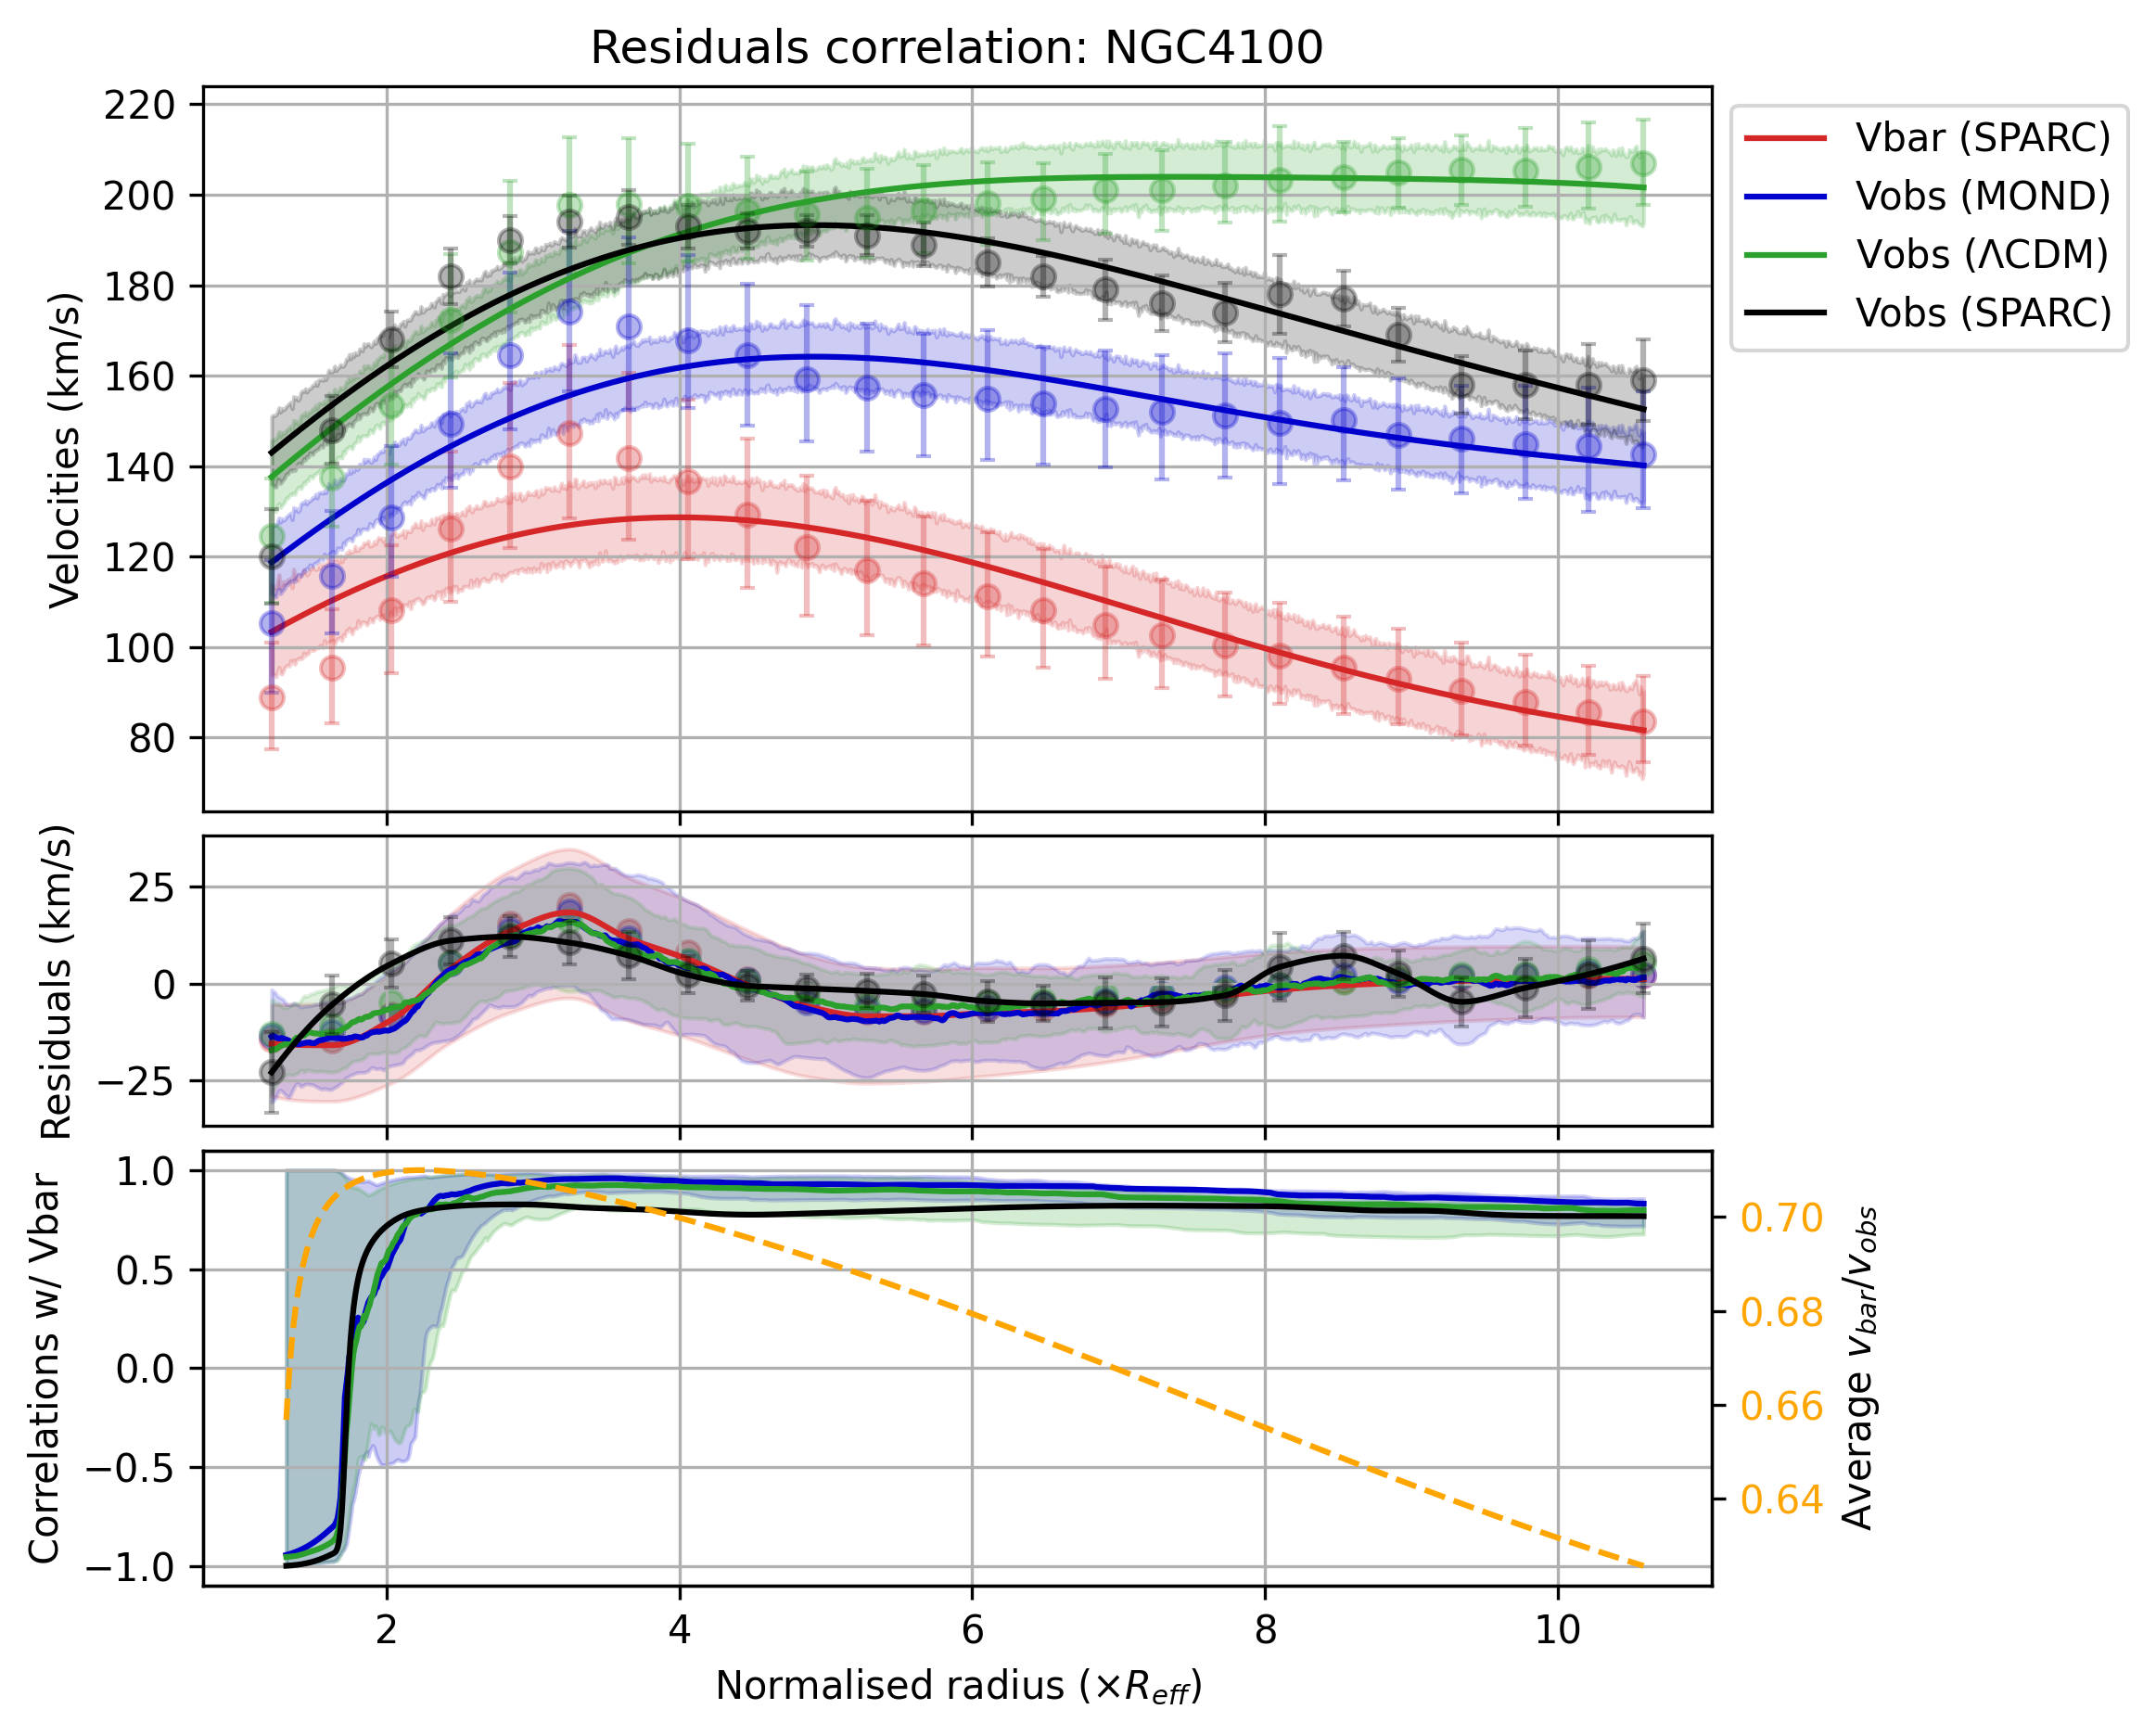 Residuals correlation: NGC4100
220
200
180
160
140
120
100
80
Velocities (km/s)
Vbar (SPARC)
Vobs (MOND)
Vobs (ΛCDM)
Vobs (SPARC)
25
0
−25
Residuals (km/s)
1.0
0.5
0.0
−0.5
−1.0
Correlations w/ Vbar
0.70
0.68
0.66
0.64
Average v_bar/v_obs
2 4 6 8 10
Normalised radius (×R_eff)